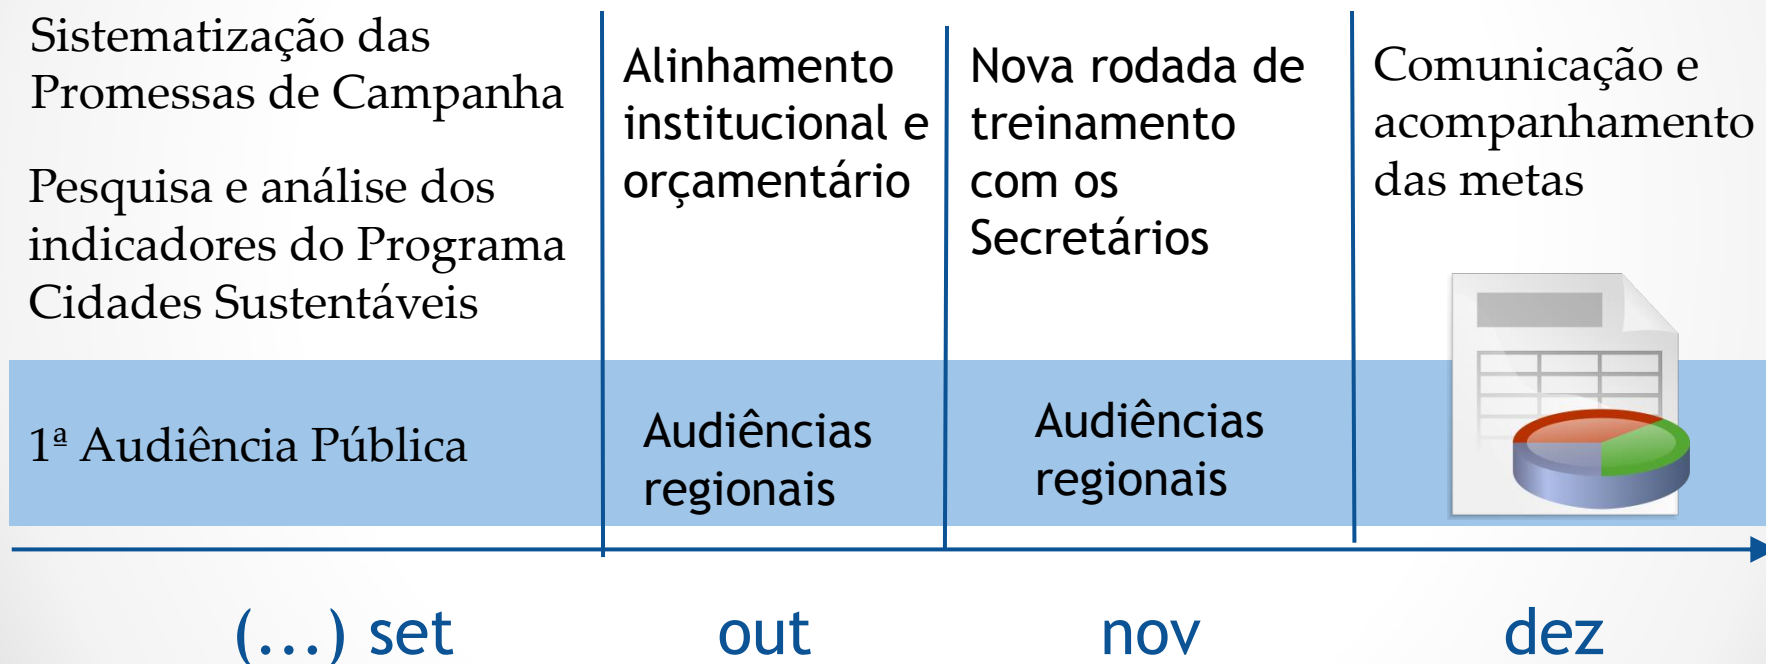 Sistematização das
Promessas de Campanha
Pesquisa e análise dos
indicadores do Programa
Cidades Sustentáveis
Alinhamento
institucional e
orçamentário
Nova rodada de
treinamento
com os
Secretários
Comunicação e
acompanhamento
das metas
1ª Audiência Pública
Audiências
regionais
Audiências
regionais
(...) set
out
nov
dez